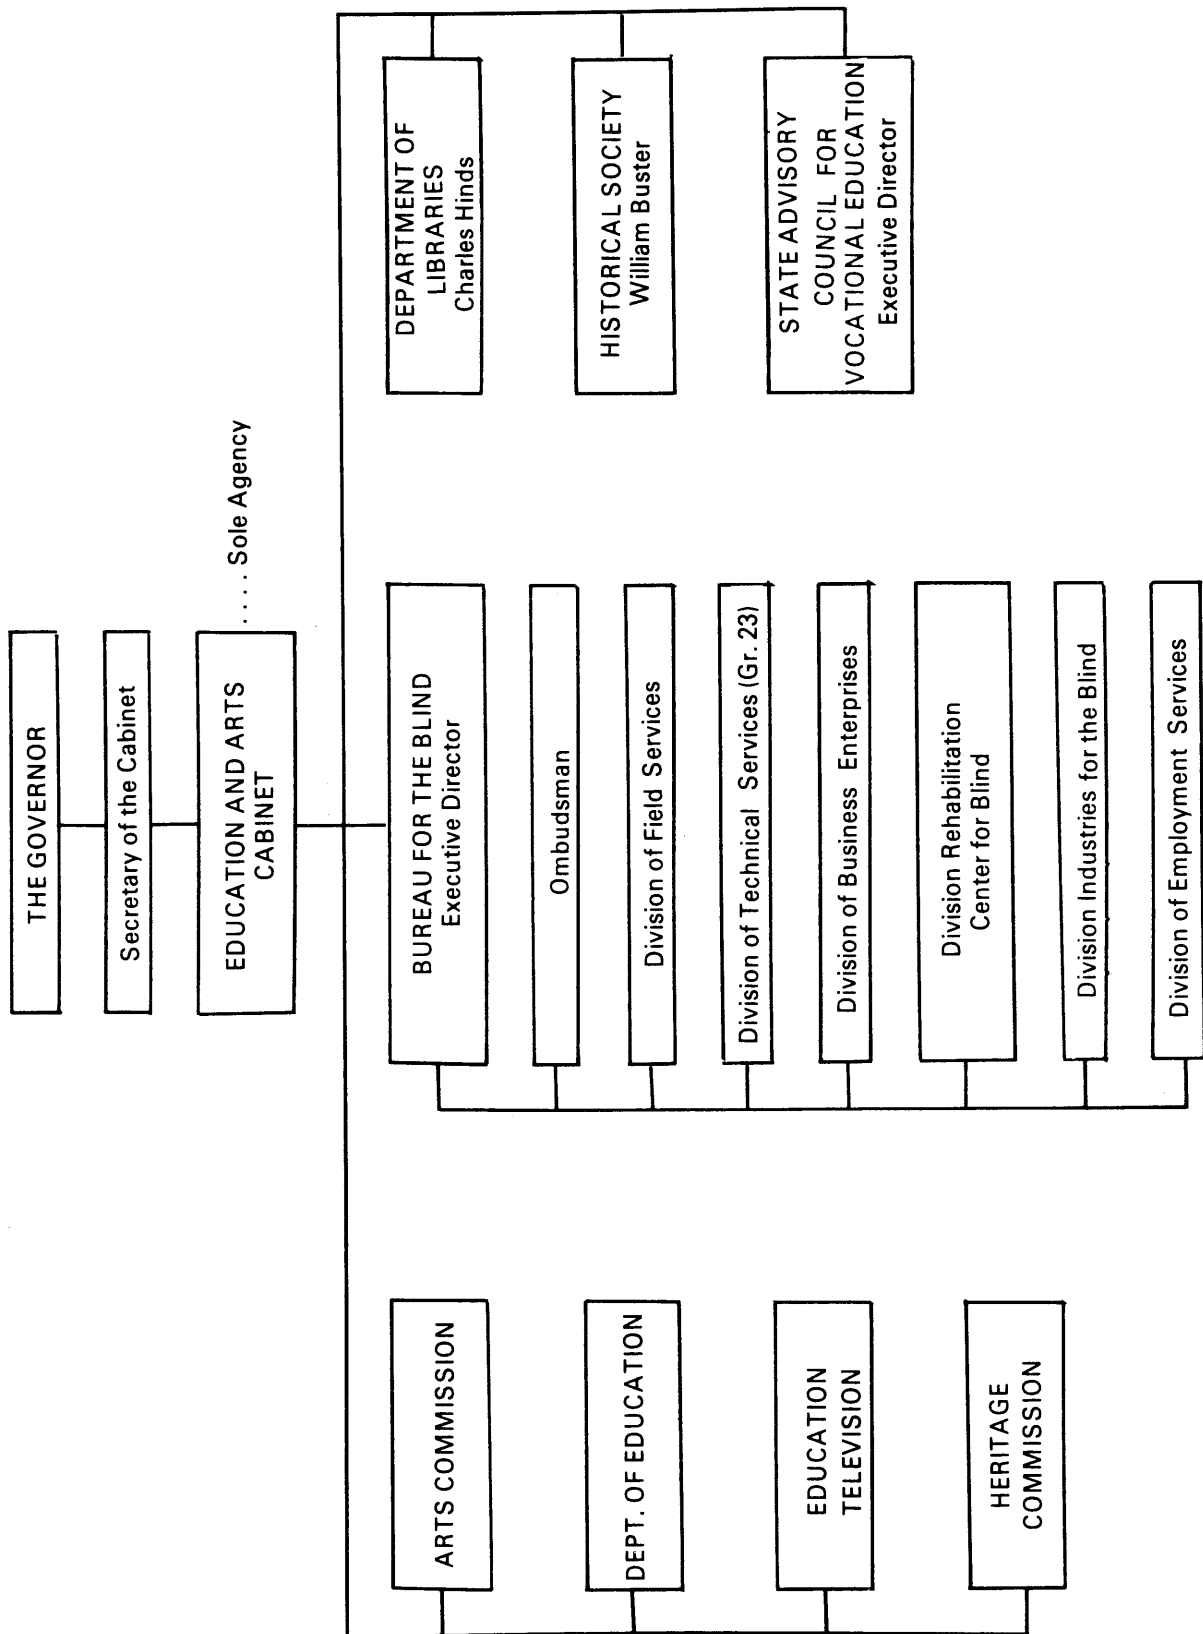 THE GOVERNOR
Secretary of the Cabinet
EDUCATION AND ARTS
CABINET
..... Sole Agency
ARTS COMMISSION
DEPT. OF EDUCATION
EDUCATION
TELEVISION
HERITAGE
COMMISSION
BUREAU FOR THE BLIND
Executive Director
Ombudsman
Division of Field Services
Division of Technical Services (Gr. 23)
Division of Business Enterprises
Division Rehabilitation
Center for Blind
Division Industries for the Blind
Division of Employment Services
DEPARTMENT OF
LIBRARIES
Charles Hinds
HISTORICAL SOCIETY
William Buster
STATE ADVISORY
COUNCIL FOR
VOCATIONAL EDUCATION
Executive Director